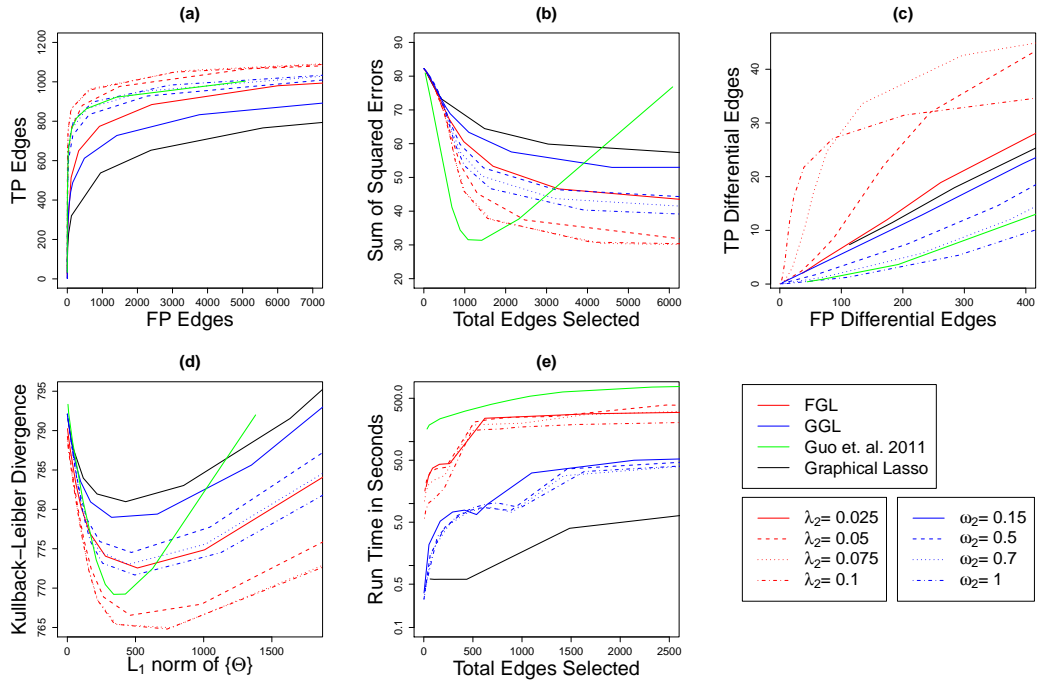 (a)
TP Edges
0 200 400 600 800 1000 1200
0 1000 2000 3000 4000 5000 6000 7000
FP Edges
(b)
Sum of Squared Errors
20 30 40 50 60 70 80 90
0 1000 2000 3000 4000 5000 6000
Total Edges Selected
(c)
TP Differential Edges
0 10 20 30 40
0 100 200 300 400
FP Differential Edges
(d)
Kullback–Leibler Divergence
765 770 775 780 785 790 795
0 500 1000 1500
L1 norm of {Θ}
(e)
Run Time in Seconds
0.1 0.5 5.0 50.0 500.0
0 500 1000 1500 2000 2500
Total Edges Selected
FGL
GGL
Guo et. al. 2011
Graphical Lasso
λ2= 0.025
λ2= 0.05
λ2= 0.075
λ2= 0.1
ω2= 0.15
ω2= 0.5
ω2= 0.7
ω2= 1